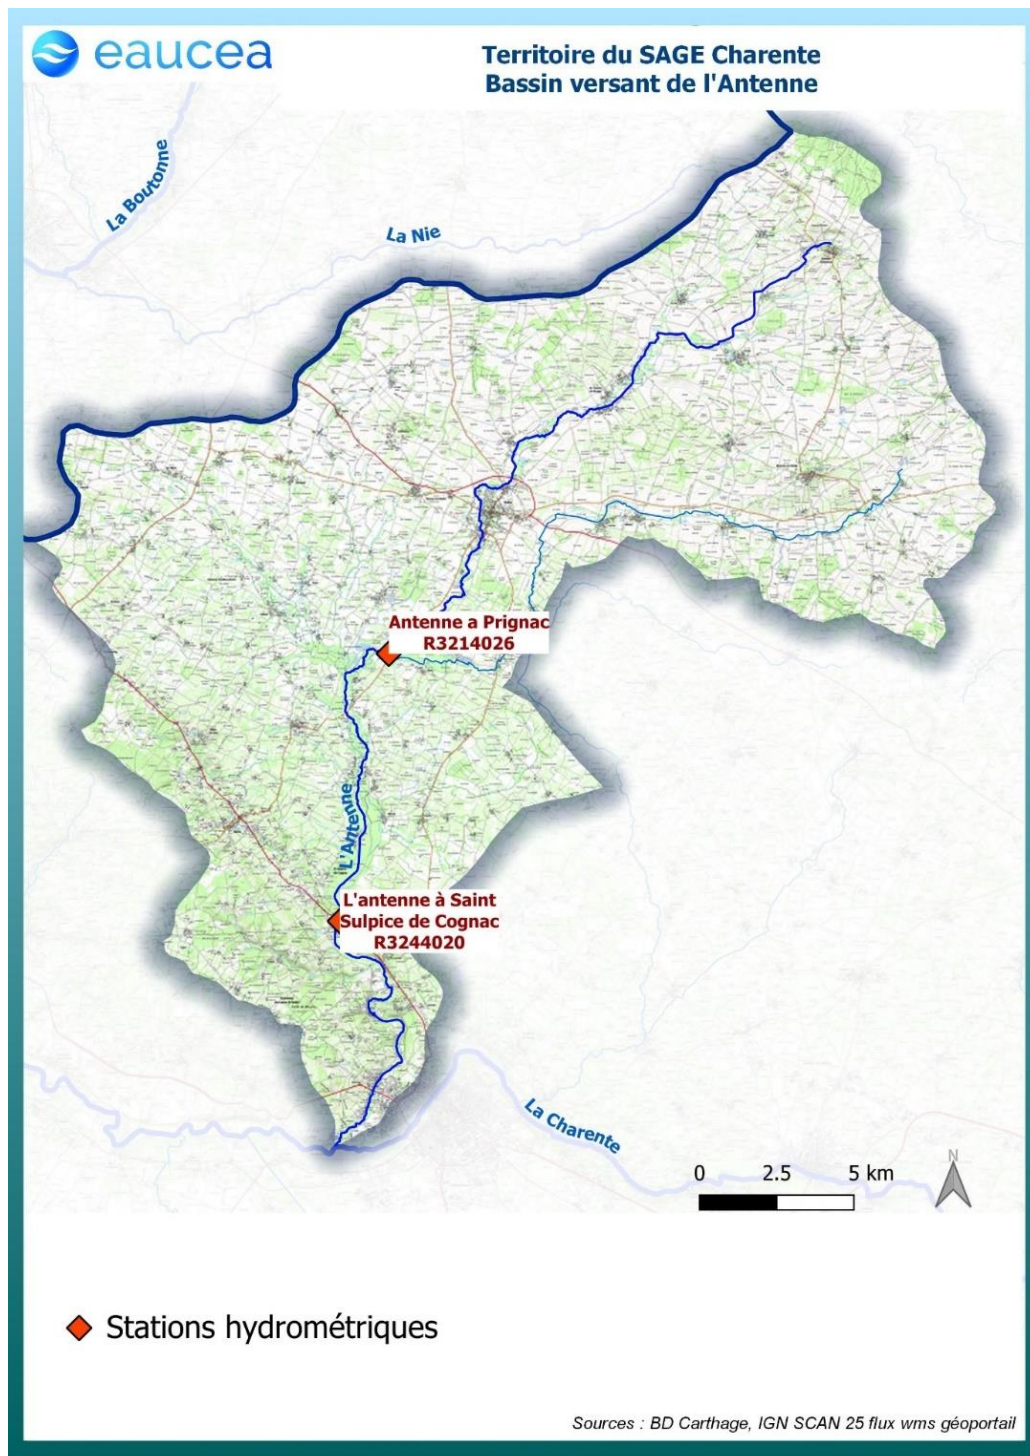 eaucea
Territoire du SAGE Charente
Bassin versant de l'Antenne
La Boutonne
La Nie
Antenne a Prignac
R3214026
L'Antenne
L'antenne à Saint
Sulpice de Cognac
R3244020
La Charente
0 2.5 5 km
N
Stations hydrométriques
Sources : BD Carthage, IGN SCAN 25 flux wms géoportail